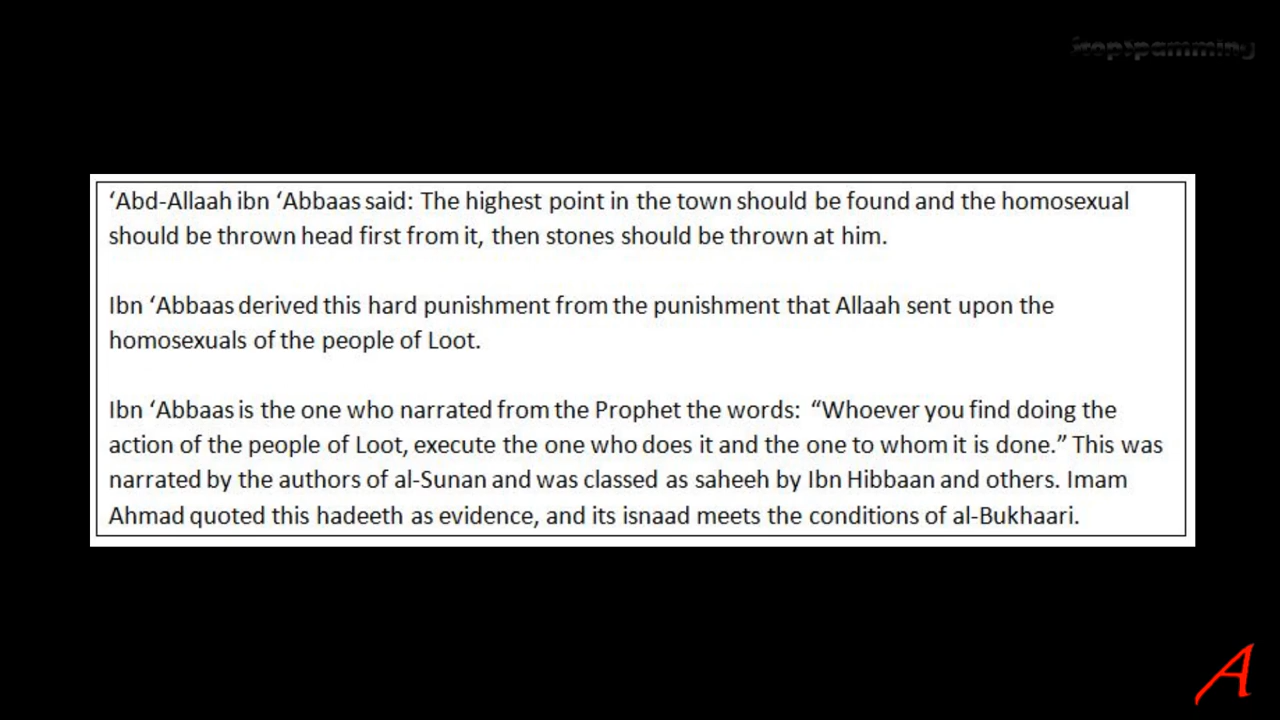 ‘Abd-Allaah ibn ‘Abbaas said: The highest point in the town should be found and the homosexual
should be thrown head first from it, then stones should be thrown at him.
Ibn ‘Abbaas derived this hard punishment from the punishment that Allaah sent upon the
homosexuals of the people of Loot.
Ibn ‘Abbaas is the one who narrated from the Prophet the words: “Whoever you find doing the
action of the people of Loot, execute the one who does it and the one to whom it is done.” This was
narrated by the authors of al-Sunan and was classed as saheeh by Ibn Hibbaan and others. Imam
Ahmad quoted this hadeeth as evidence, and its isnaad meets the conditions of al-Bukhaari.
A